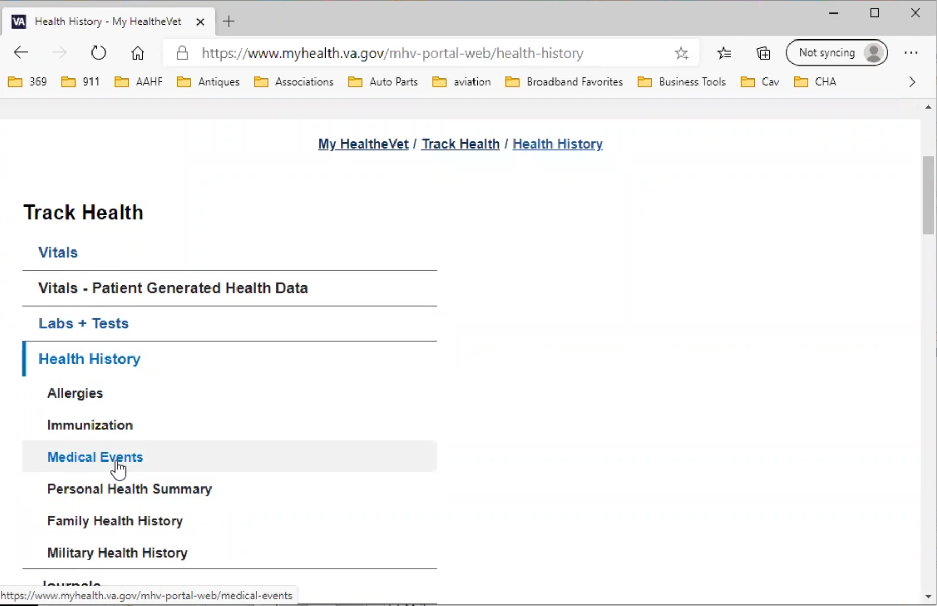 VA Health History - My HealtheVet
https://www.myhealth.va.gov/mhv-portal-web/health-history
Not syncing
369 911 AAHF Antiques Associations Auto Parts aviation Broadband Favorites Business Tools Cav CHA
My HealtheVet / Track Health / Health History
Track Health
Vitals
Vitals - Patient Generated Health Data
Labs + Tests
Health History
Allergies
Immunization
Medical Events
Personal Health Summary
Family Health History
Military Health History
Journals
https://www.myhealth.va.gov/mhv-portal-web/medical-events